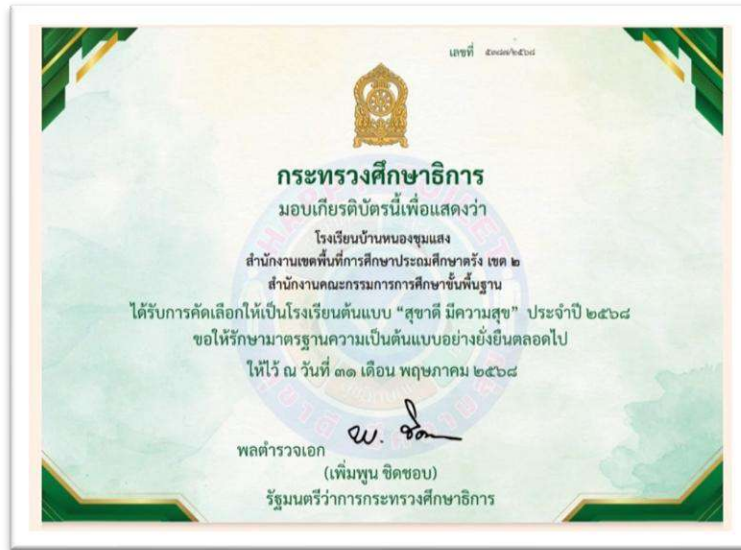 เลขที่
กระทรวงศึกษาธิการ
มอบเกียรติบัตรนี้เพื่อแสดงว่า
โรงเรียนบ้านหนองชุมแสง
สำนักงานเขตพื้นที่การศึกษาประถมศึกษาตรัง เขต ๒
สำนักงานคณะกรรมการการศึกษาขั้นพื้นฐาน
ได้รับการคัดเลือกให้เป็นโรงเรียนต้นแบบ “สุขาดี มีความสุข” ประจำปี ๒๕๖๘
ขอให้รักษามาตรฐานความเป็นต้นแบบอย่างยั่งยืนตลอดไป
ให้ไว้ ณ วันที่ ๓๑ เดือน พฤษภาคม ๒๕๖๘
พลตำรวจเอก
(เพิ่มพูน ชิดชอบ)
รัฐมนตรีว่าการกระทรวงศึกษาธิการ